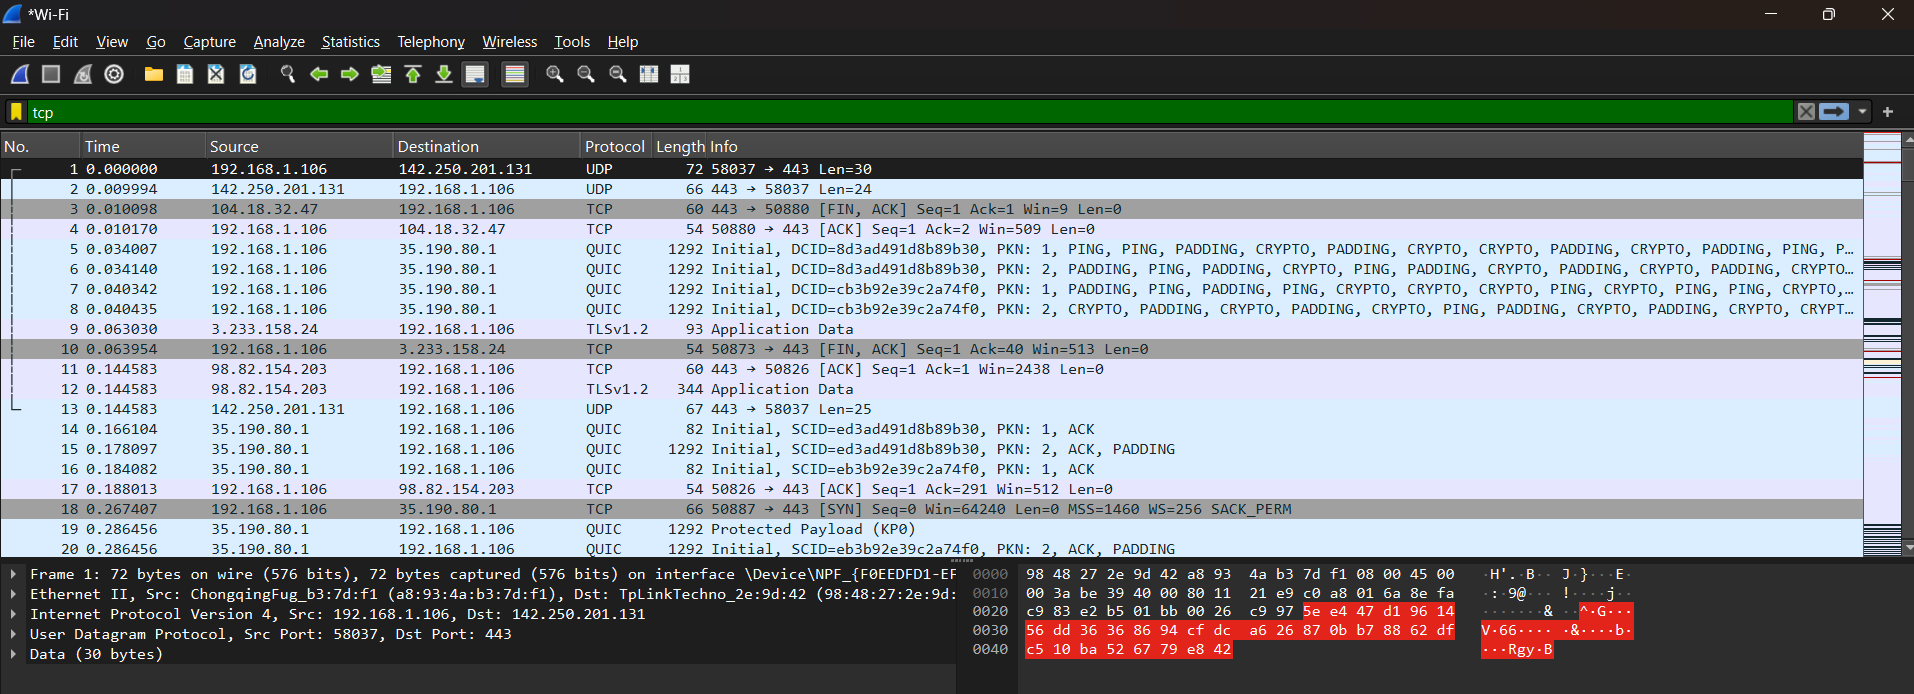 *Wi-Fi
File Edit View Go Capture Analyze Statistics Telephony Wireless Tools Help
tcp
No. Time Source Destination Protocol Length Info
1 0.000000 192.168.1.106 142.250.201.131 UDP 72 58037 → 443 Len=30
2 0.009994 142.250.201.131 192.168.1.106 UDP 66 443 → 58037 Len=24
3 0.010098 104.18.32.47 192.168.1.106 TCP 60 443 → 50880 [FIN, ACK] Seq=1 Ack=1 Win=9 Len=0
4 0.010170 192.168.1.106 104.18.32.47 TCP 54 50880 → 443 [ACK] Seq=1 Ack=2 Win=509 Len=0
5 0.034007 192.168.1.106 35.190.80.1 QUIC 1292 Initial, DCID=8d3ad491d8b89b30, PKN: 1, PING, PING, PADDING, CRYPTO, PADDING, CRYPTO, CRYPTO, PADDING, CRYPTO, PADDING, PING, P…
6 0.034140 192.168.1.106 35.190.80.1 QUIC 1292 Initial, DCID=8d3ad491d8b89b30, PKN: 2, PADDING, PING, PADDING, CRYPTO, PING, PADDING, CRYPTO, PADDING, CRYPTO, PADDING, CRYPTO…
7 0.040342 192.168.1.106 35.190.80.1 QUIC 1292 Initial, DCID=cb3b92e39c2a74f0, PKN: 1, PADDING, PING, PADDING, PING, CRYPTO, CRYPTO, CRYPTO, PING, CRYPTO, PING, PING, CRYPTO,…
8 0.040435 192.168.1.106 35.190.80.1 QUIC 1292 Initial, DCID=cb3b92e39c2a74f0, PKN: 2, CRYPTO, PADDING, CRYPTO, PADDING, CRYPTO, PING, PADDING, CRYPTO, PADDING, CRYPTO, CRYPT…
9 0.063030 3.233.158.24 192.168.1.106 TLSv1.2 93 Application Data
10 0.063954 192.168.1.106 3.233.158.24 TCP 54 50873 → 443 [FIN, ACK] Seq=1 Ack=40 Win=513 Len=0
11 0.144583 98.82.154.203 192.168.1.106 TCP 60 443 → 50826 [ACK] Seq=1 Ack=1 Win=2438 Len=0
12 0.144583 98.82.154.203 192.168.1.106 TLSv1.2 344 Application Data
13 0.144583 142.250.201.131 192.168.1.106 UDP 67 443 → 58037 Len=25
14 0.166104 35.190.80.1 192.168.1.106 QUIC 82 Initial, SCID=ed3ad491d8b89b30, PKN: 1, ACK
15 0.178097 35.190.80.1 192.168.1.106 QUIC 1292 Initial, SCID=ed3ad491d8b89b30, PKN: 2, ACK, PADDING
16 0.184082 35.190.80.1 192.168.1.106 QUIC 82 Initial, SCID=eb3b92e39c2a74f0, PKN: 1, ACK
17 0.188013 192.168.1.106 98.82.154.203 TCP 54 50826 → 443 [ACK] Seq=1 Ack=291 Win=512 Len=0
18 0.267407 192.168.1.106 35.190.80.1 TCP 66 50887 → 443 [SYN] Seq=0 Win=64240 Len=0 MSS=1460 WS=256 SACK_PERM
19 0.286456 35.190.80.1 192.168.1.106 QUIC 1292 Protected Payload (KP0)
20 0.286456 35.190.80.1 192.168.1.106 QUIC 1292 Initial, SCID=eb3b92e39c2a74f0, PKN: 2, ACK, PADDING
Frame 1: 72 bytes on wire (576 bits), 72 bytes captured (576 bits) on interface \Device\NPF_{F0EEDFD1-EF
Ethernet II, Src: ChongqingFug_b3:7d:f1 (a8:93:4a:b3:7d:f1), Dst: TpLinkTechno_2e:9d:42 (98:48:27:2e:9d:
Internet Protocol Version 4, Src: 192.168.1.106, Dst: 142.250.201.131
User Datagram Protocol, Src Port: 58037, Dst Port: 443
Data (30 bytes)
0000 98 48 27 2e 9d 42 a8 93 4a b3 7d f1 08 00 45 00 ·H'.·B·· J·}···E·
0010 00 3a be 39 40 00 80 11 21 e9 c0 a8 01 6a 8e fa ·:·9@··· !····j··
0020 c9 83 e2 b5 01 bb 00 26 c9 97 5e e4 47 d1 96 14 ·······& ··^·G···
0030 56 dd 36 36 86 94 cf dc a6 26 87 0b b7 88 62 df V·66···· ·&····b·
0040 c5 10 ba 52 67 79 e8 42 ···Rgy·B